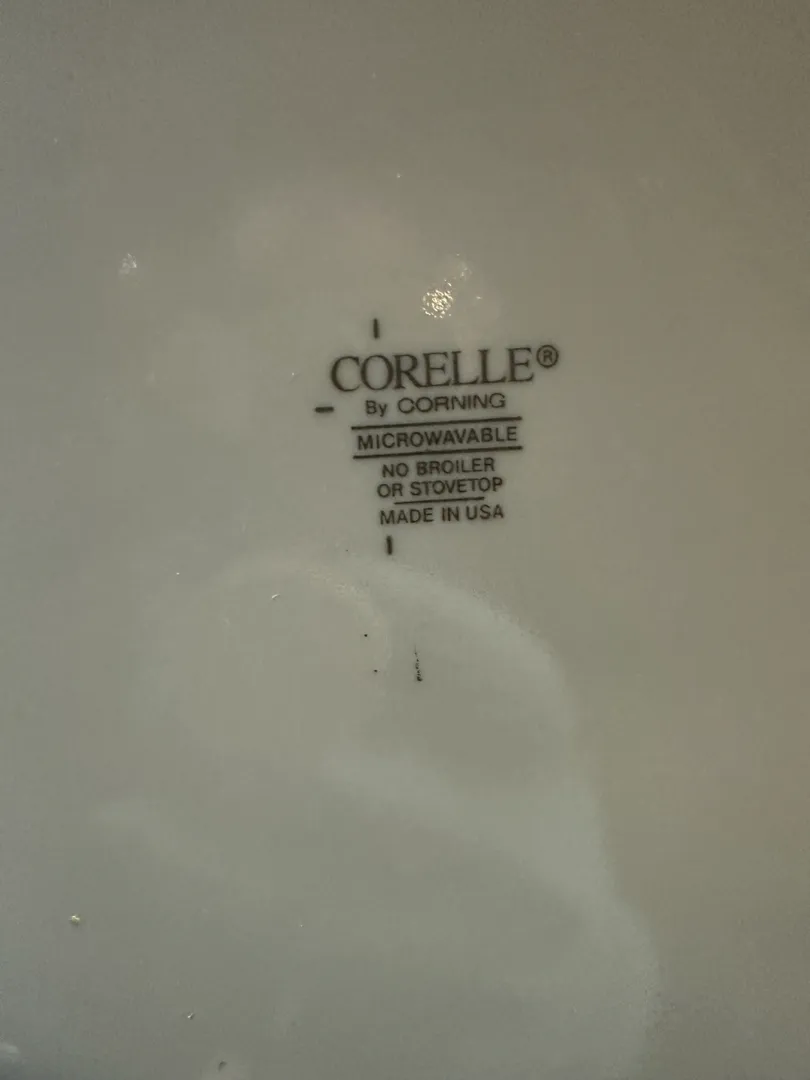 CORELLE®
By CORNING
MICROWAVABLE
NO BROILER
OR STOVETOP
MADE IN USA